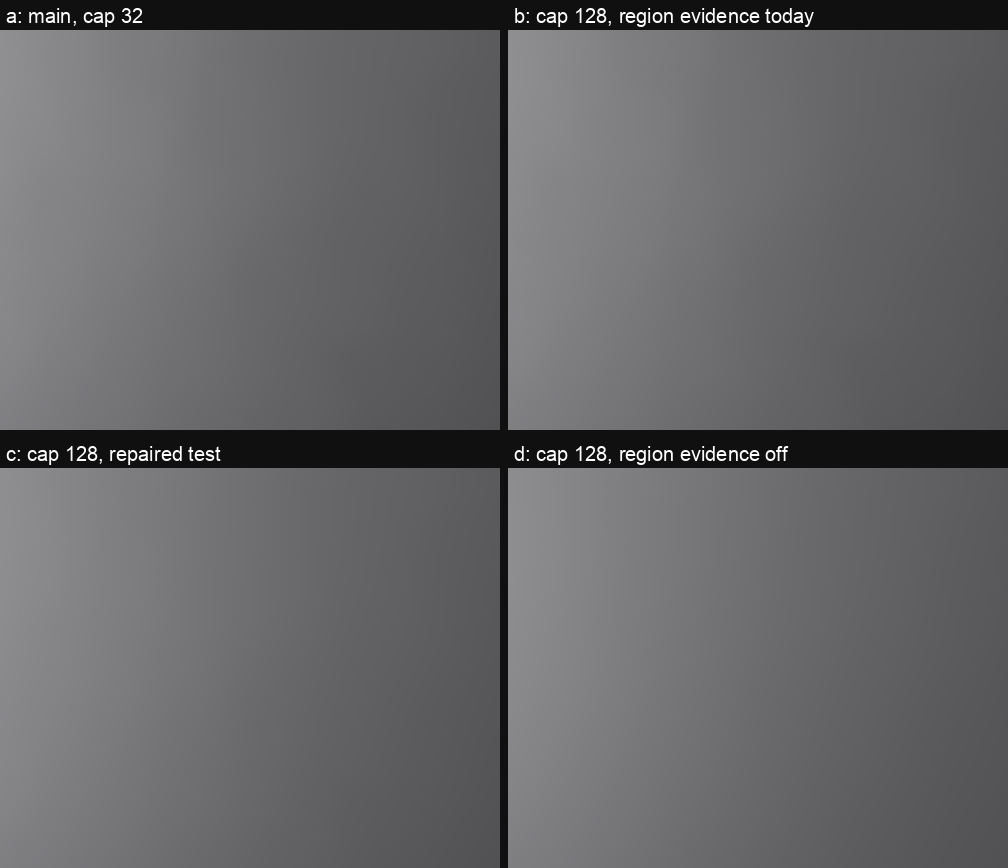 a: main, cap 32
b: cap 128, region evidence today
c: cap 128, repaired test
d: cap 128, region evidence off